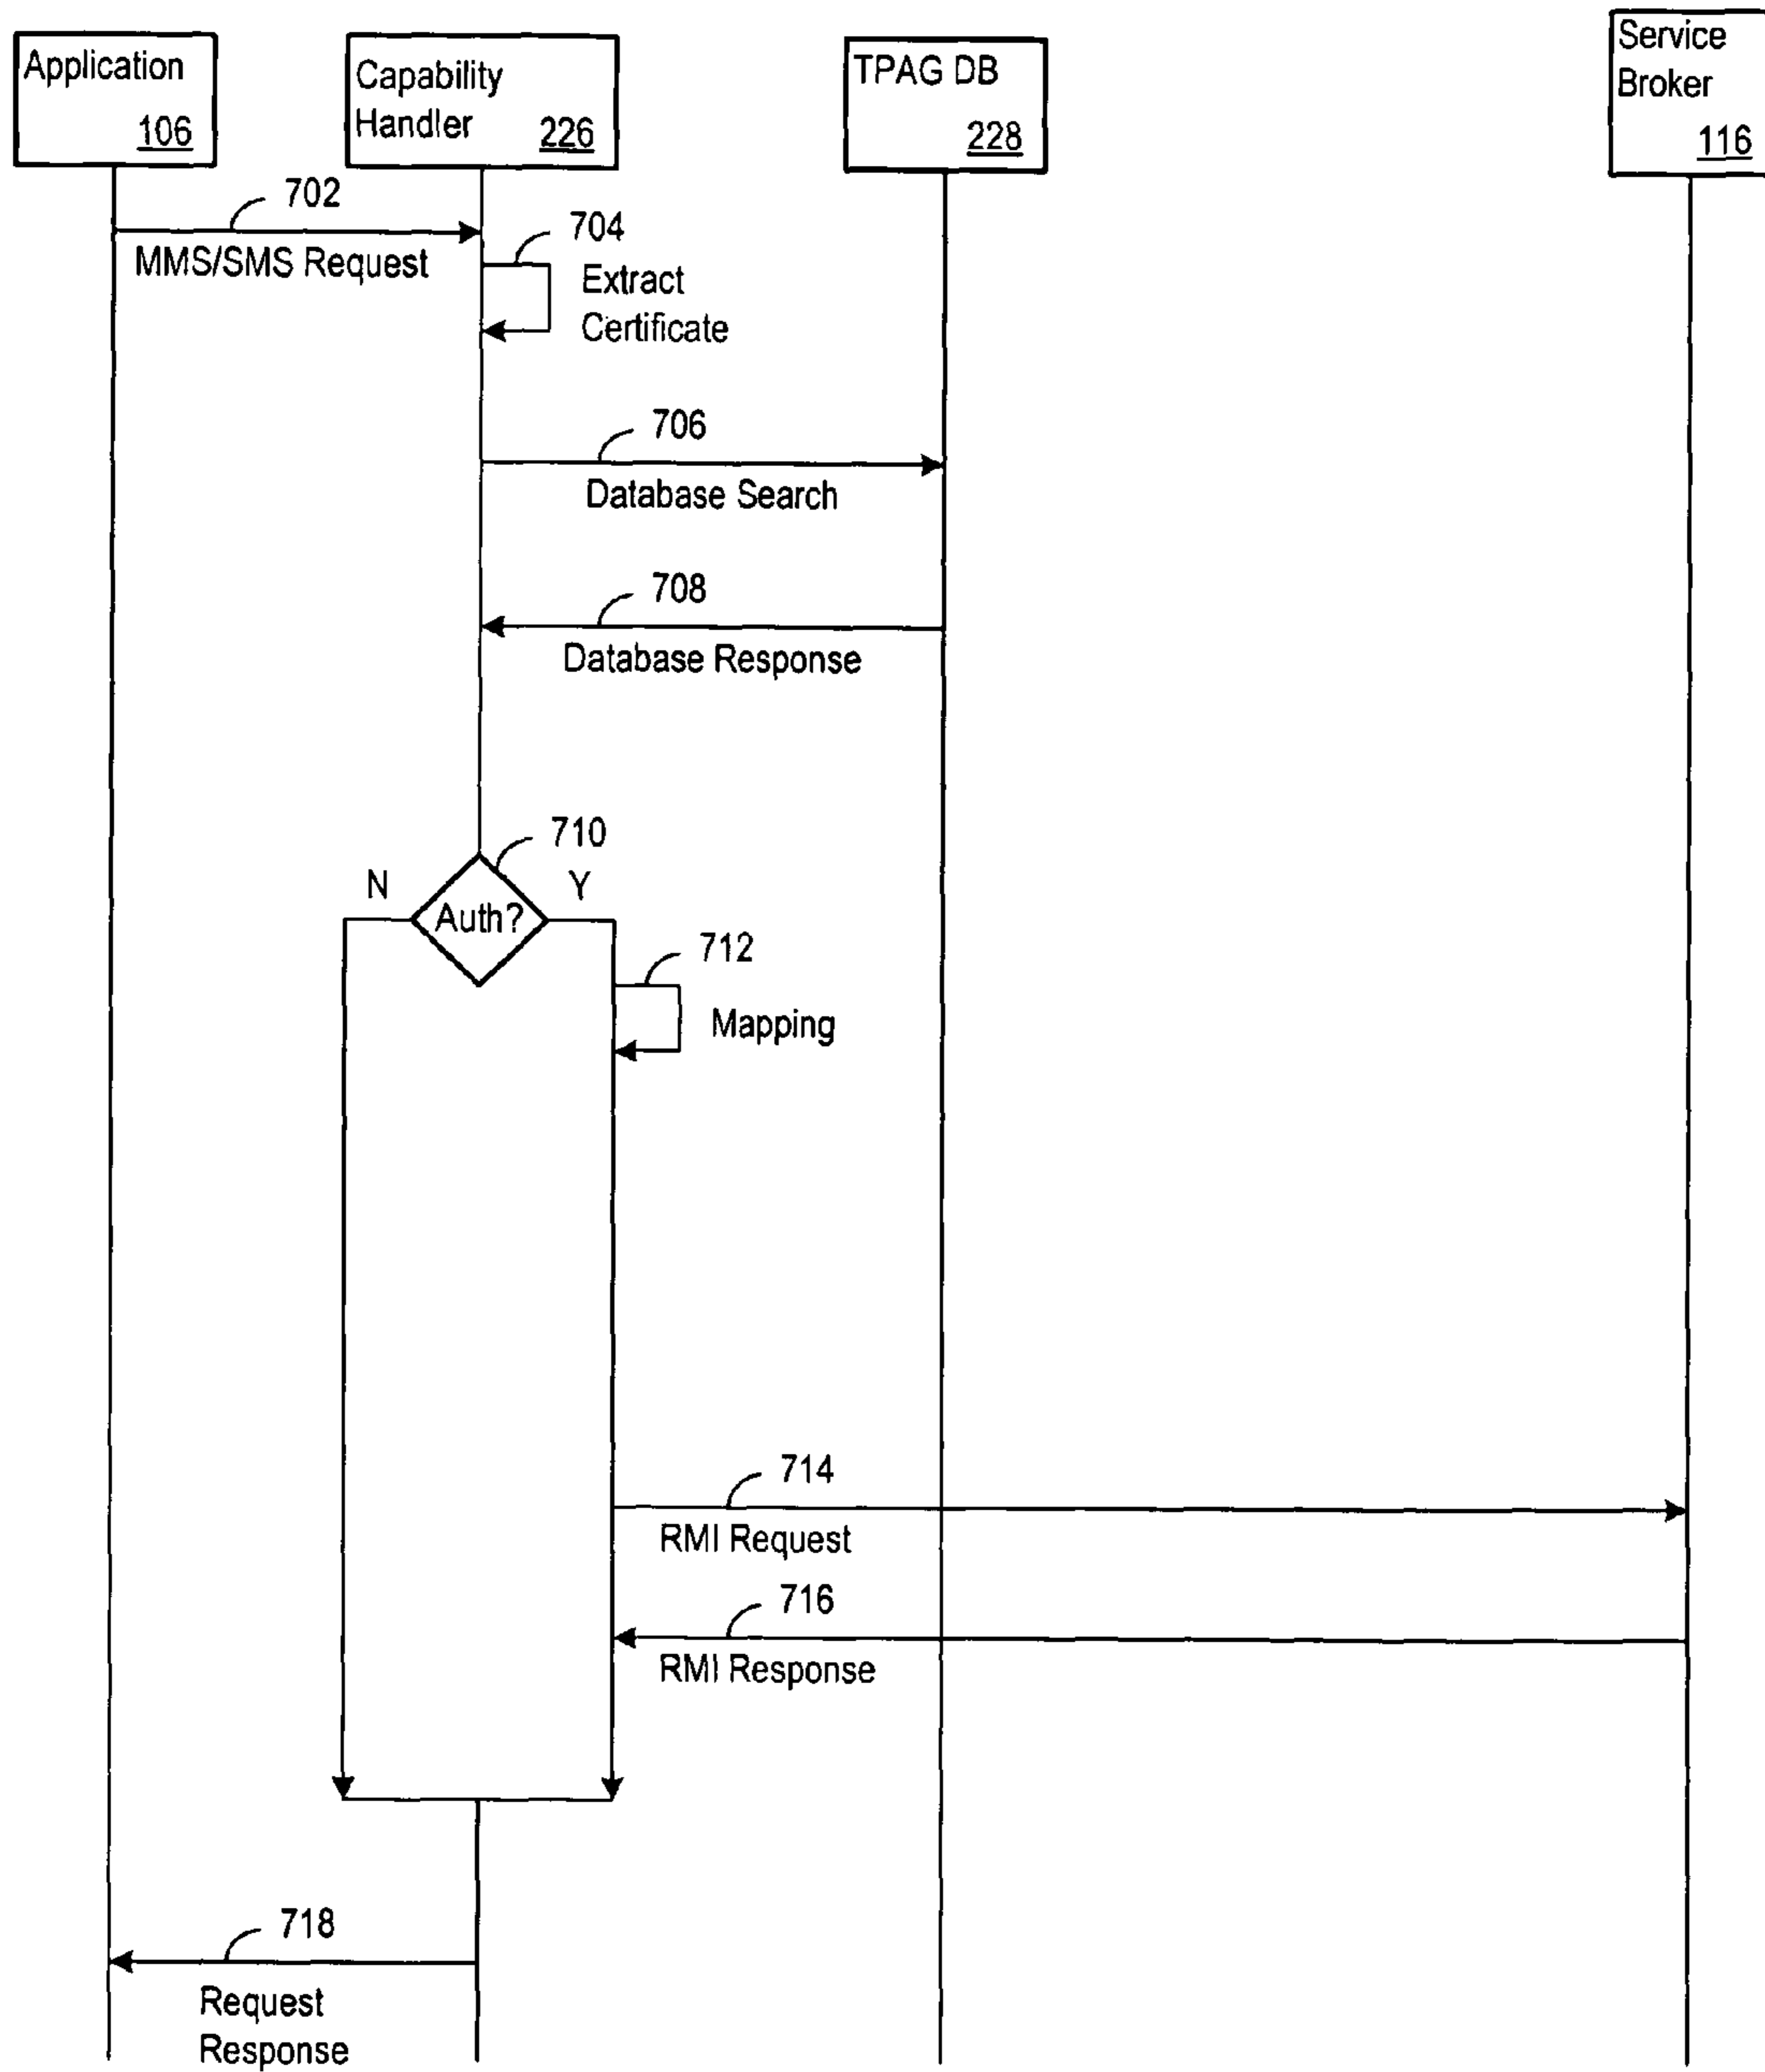 Application
106
Capability
Handler
226
TPAG DB
228
Service
Broker
116
702
MMS/SMS Request
704
Extract
Certificate
706
Database Search
708
Database Response
710
N
Y
Auth?
712
Mapping
714
RMI Request
716
RMI Response
718
Request
Response